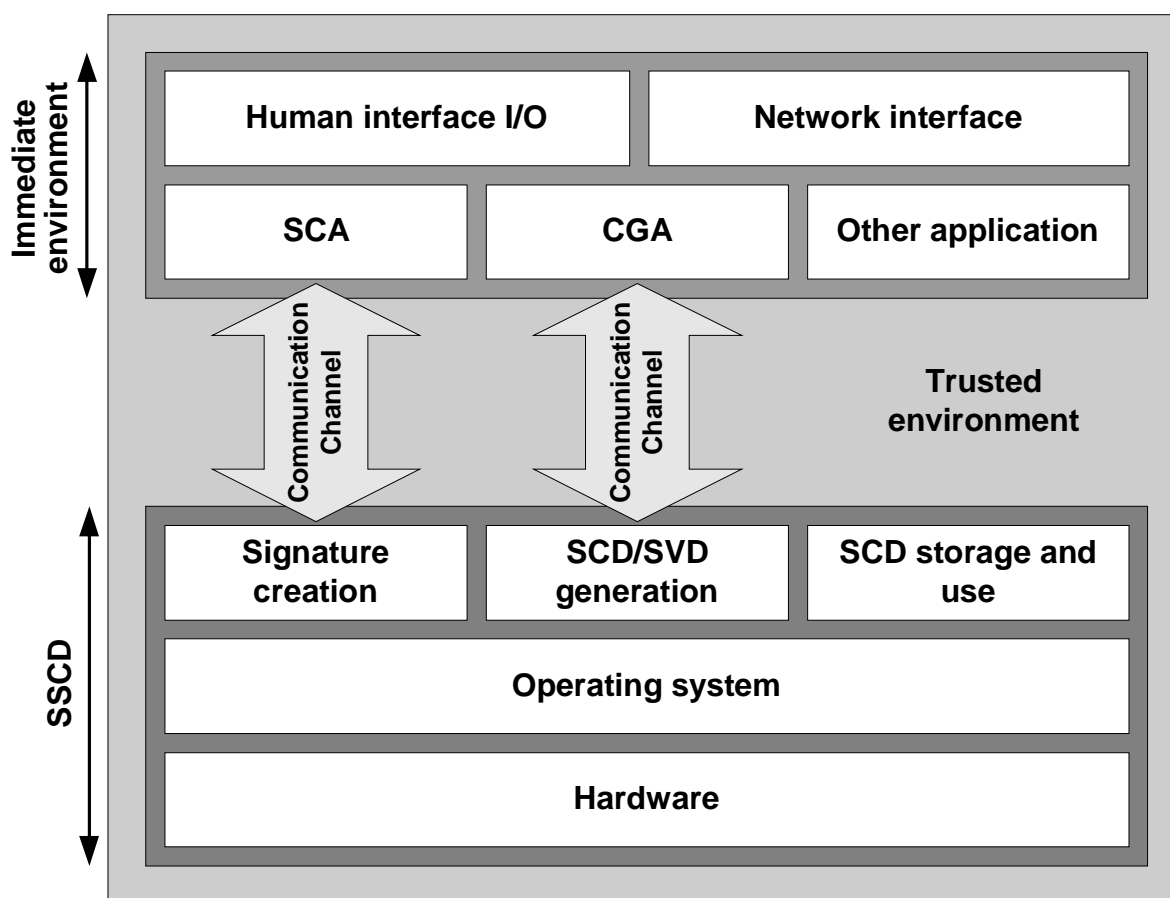 Immediate
environment
Human interface I/O
Network interface
SCA
CGA
Other application
Communication
Channel
Communication
Channel
Trusted
environment
SSCD
Signature
creation
SCD/SVD
generation
SCD storage and
use
Operating system
Hardware